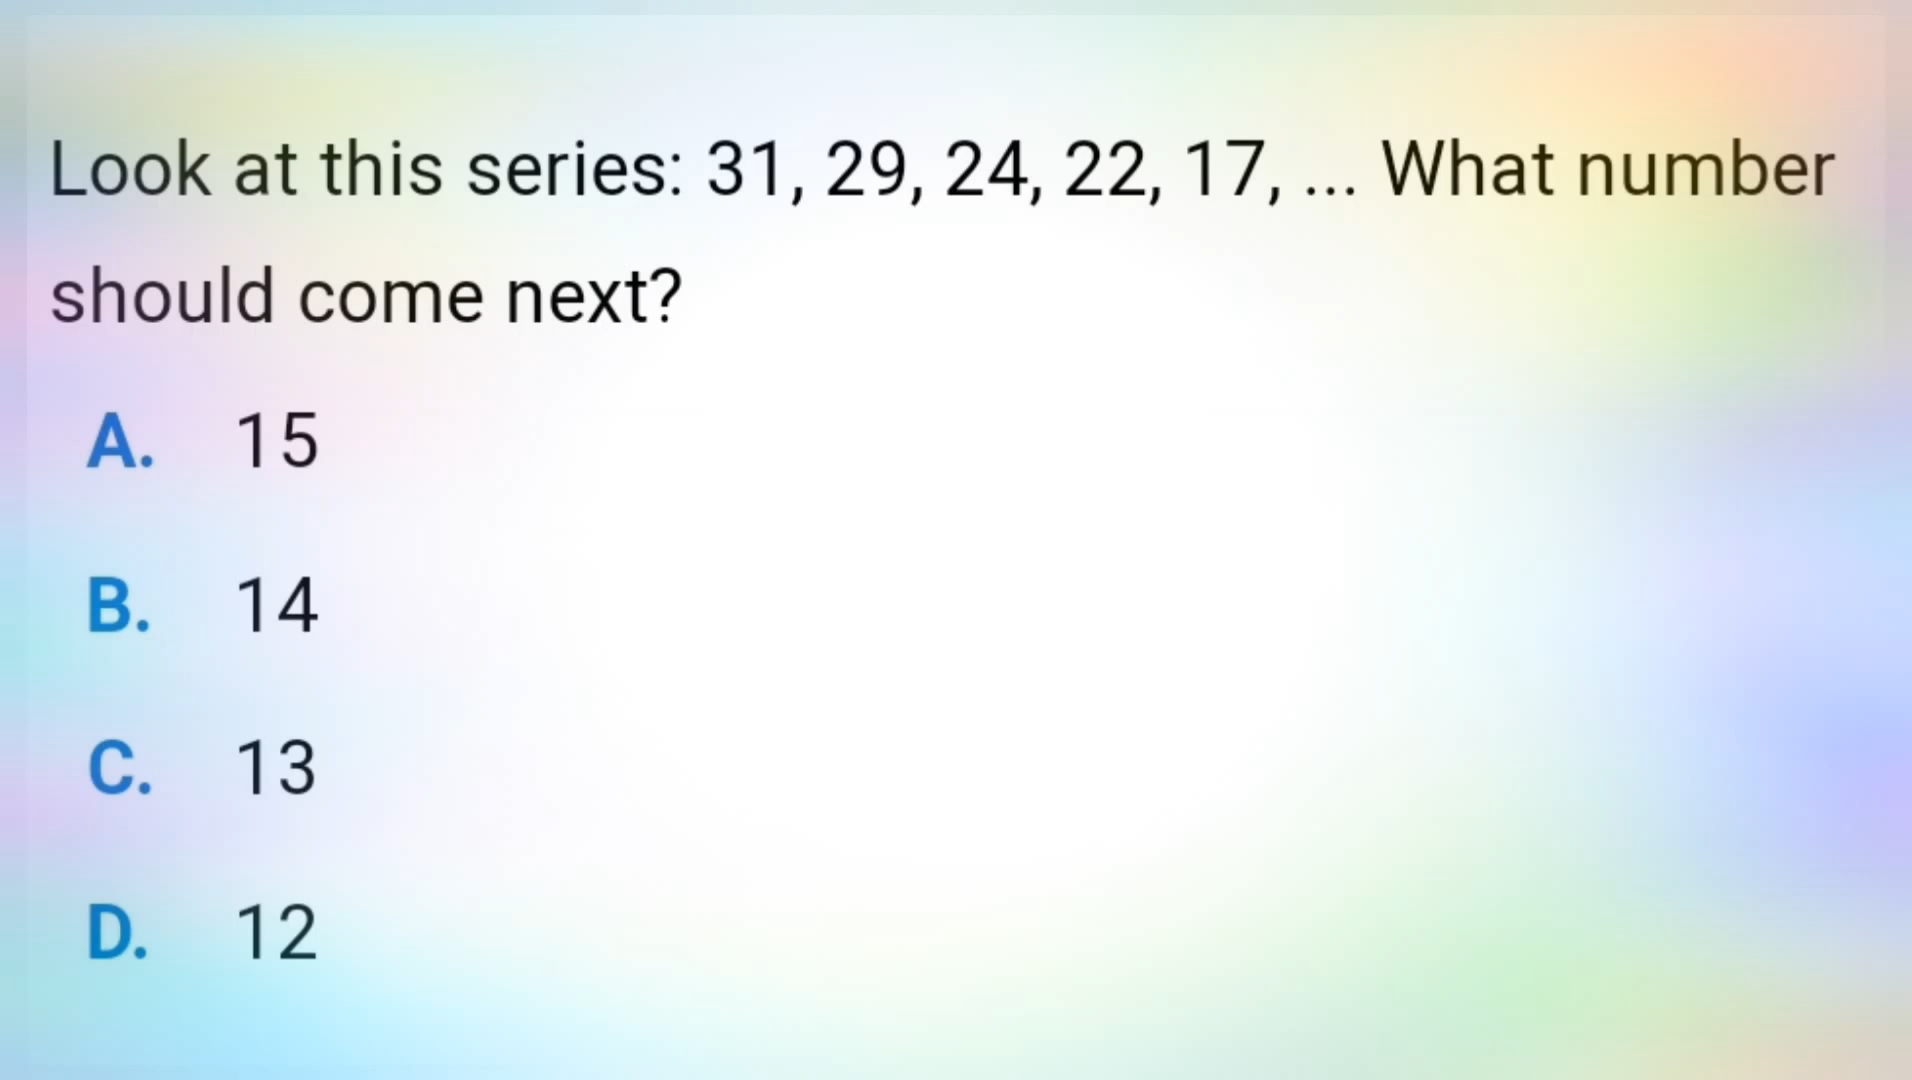 Look at this series: 31, 29, 24, 22, 17, ... What number
should come next?
A. 15
B. 14
C. 13
D. 12